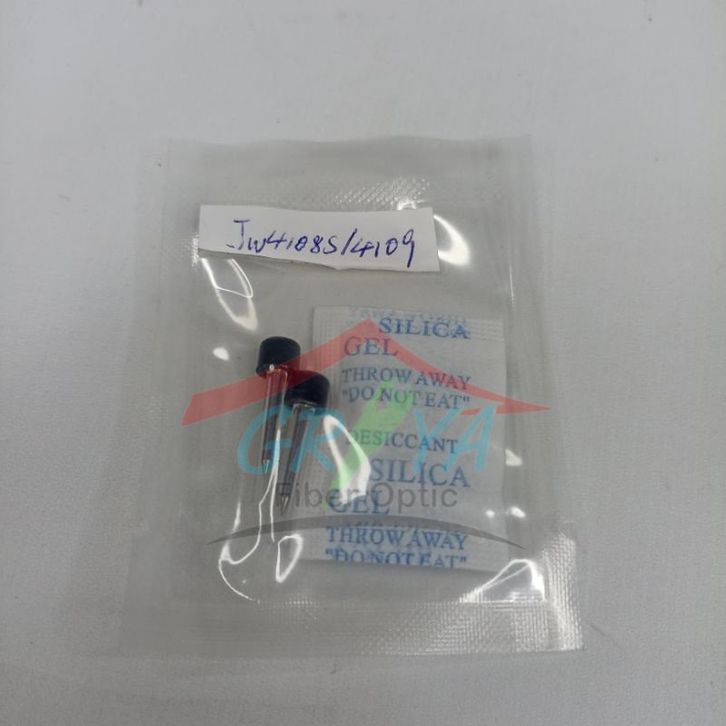 JW4108S/4109
SILICA
GEL
THROW AWAY
"DO NOT EAT"
DESICCANT
SILICA
GEL
THROW AWAY
"DO NOT EAT"
GRIYA
Fiber Optic